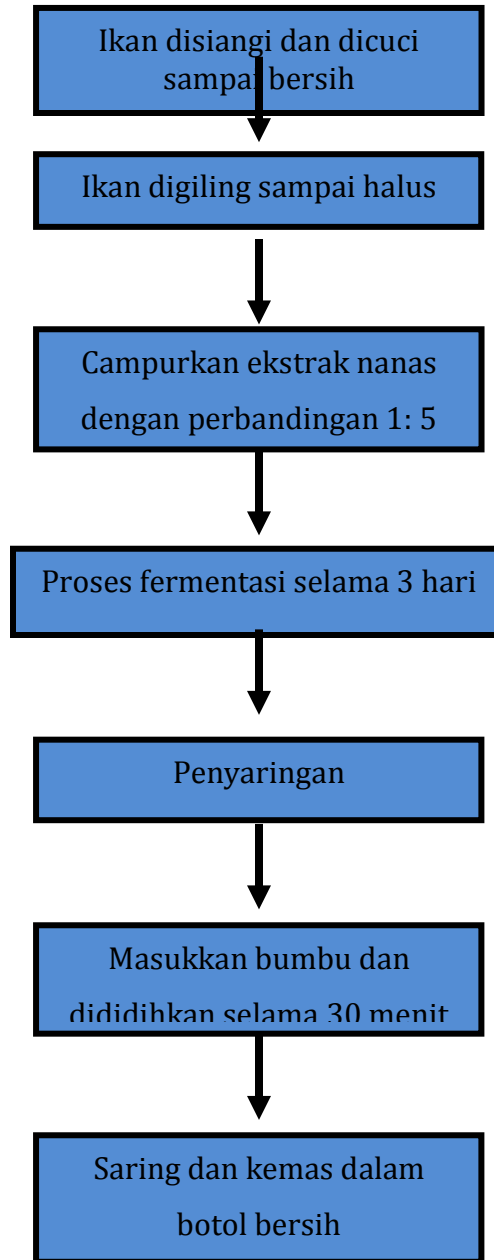 Ikan disiangi dan dicuci
sampai bersih
Ikan digiling sampai halus
Campurkan ekstrak nanas
dengan perbandingan 1: 5
Proses fermentasi selama 3 hari
Penyaringan
Masukkan bumbu dan
dididihkan selama 30 menit
Saring dan kemas dalam
botol bersih